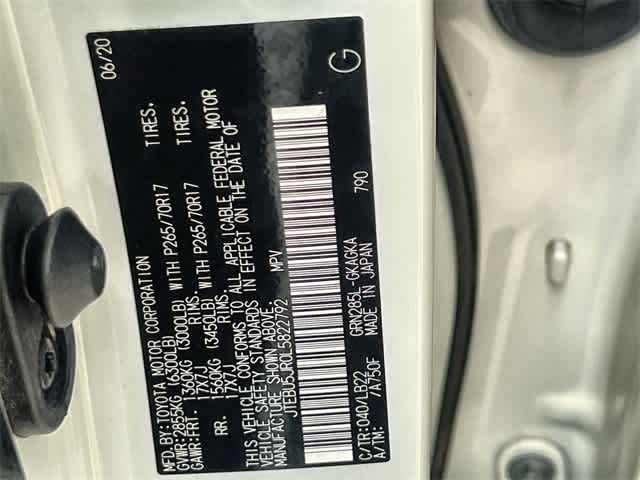 MFD. BY: TOYOTA MOTOR CORPORATION 06/20
GVWR: 2855KG (6300LB)
GAWR: FRT. 1360KG (3000LB) WITH P265/70R17 TIRES.
17X7J RIMS.
RR. 1560KG (3450LB) WITH P265/70R17 TIRES.
17X7J RIMS.
THIS VEHICLE CONFORMS TO ALL APPLICABLE FEDERAL MOTOR
VEHICLE SAFETY STANDARDS IN EFFECT ON THE DATE OF
MANUFACTURE SHOWN ABOVE.
JTEBU5JR0L5822792 MPV
C/TR: 040/LB22 GRN285L-GKAGKA 790
A/TM: /A750F MADE IN JAPAN
G